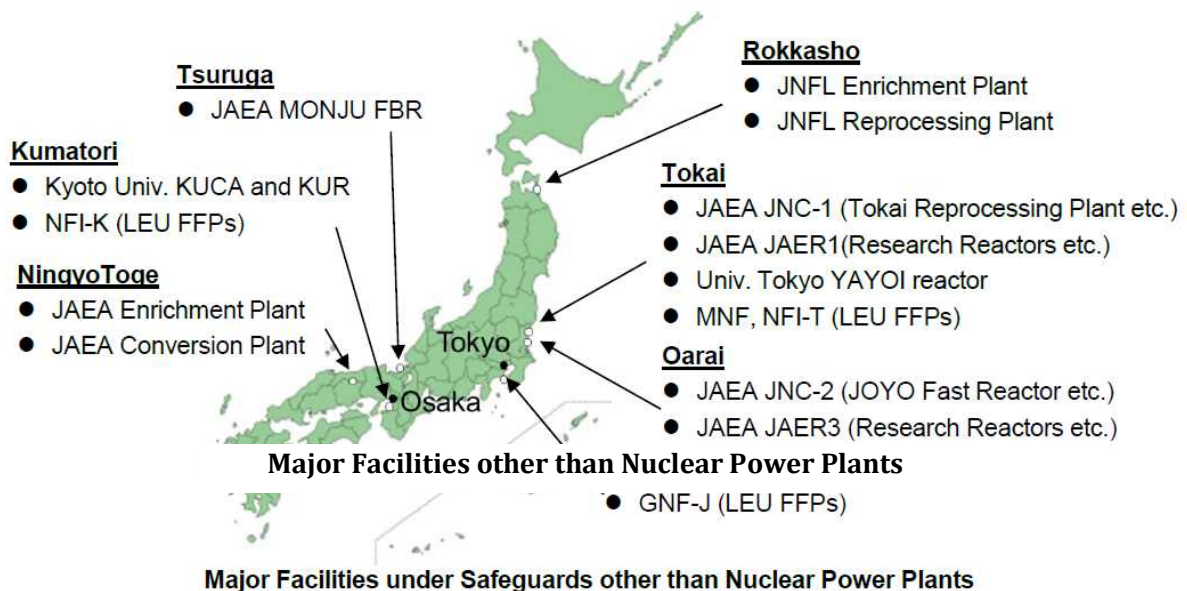 Tsuruga
● JAEA MONJU FBR
Kumatori
● Kyoto Univ. KUCA and KUR
● NFI-K (LEU FFPs)
NingyoToge
● JAEA Enrichment Plant
● JAEA Conversion Plant
Rokkasho
● JNFL Enrichment Plant
● JNFL Reprocessing Plant
Tokai
● JAEA JNC-1 (Tokai Reprocessing Plant etc.)
● JAEA JAER1(Research Reactors etc.)
● Univ. Tokyo YAYOI reactor
● MNF, NFI-T (LEU FFPs)
Oarai
● JAEA JNC-2 (JOYO Fast Reactor etc.)
● JAEA JAER3 (Research Reactors etc.)
Tokyo
Osaka
Major Facilities other than Nuclear Power Plants
● GNF-J (LEU FFPs)
Major Facilities under Safeguards other than Nuclear Power Plants